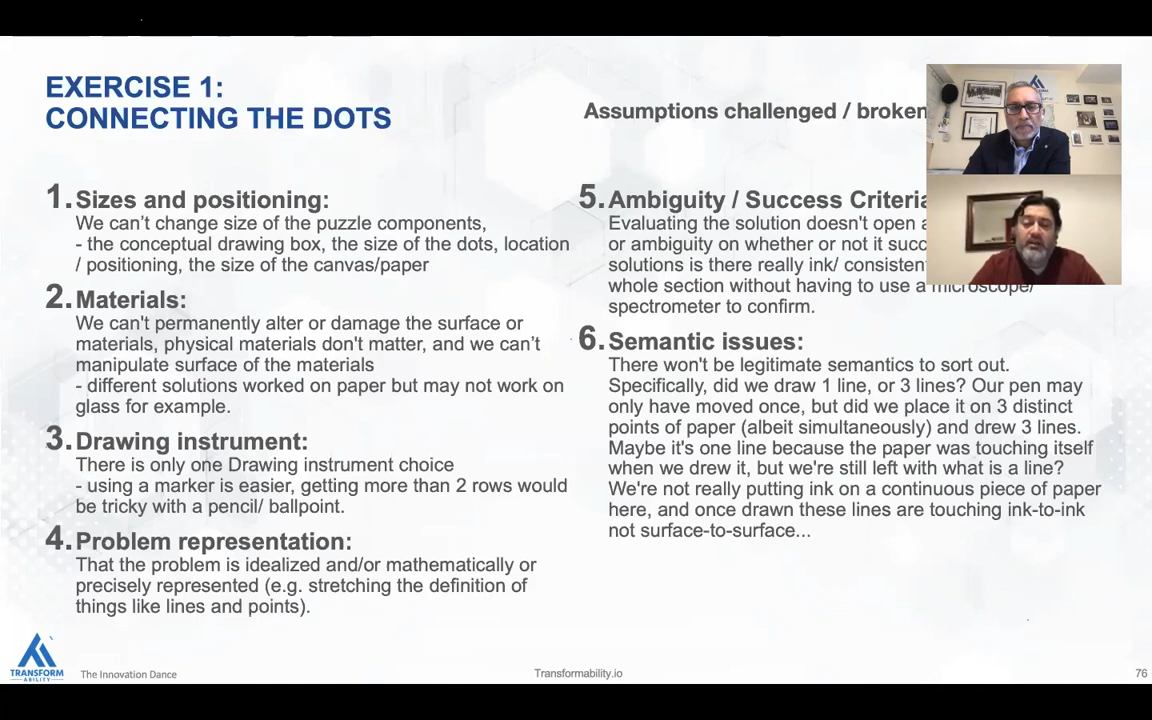 EXERCISE 1:
CONNECTING THE DOTS
Assumptions challenged / broken
1. Sizes and positioning:
We can’t change size of the puzzle components,
- the conceptual drawing box, the size of the dots, location
/ positioning, the size of the canvas/paper
2. Materials:
We can't permanently alter or damage the surface or
materials, physical materials don't matter, and we can’t
manipulate surface of the materials
- different solutions worked on paper but may not work on
glass for example.
3. Drawing instrument:
There is only one Drawing instrument choice
- using a marker is easier, getting more than 2 rows would
be tricky with a pencil/ ballpoint.
4. Problem representation:
That the problem is idealized and/or mathematically or
precisely represented (e.g. stretching the definition of
things like lines and points).
5. Ambiguity / Success Criteria
Evaluating the solution doesn't open
or ambiguity on whether or not it
solutions is there really ink/
whole section without having to use a microscope/
spectrometer to confirm.
6. Semantic issues:
There won't be legitimate semantics to sort out.
Specifically, did we draw 1 line, or 3 lines? Our pen may
only have moved once, but did we place it on 3 distinct
points of paper (albeit simultaneously) and drew 3 lines.
Maybe it's one line because the paper was touching itself
when we drew it, but we're still left with what is a line?
We're not really putting ink on a continuous piece of paper
here, and once drawn these lines are touching ink-to-ink
not surface-to-surface...
TRANSFORM
ABILITY
The Innovation Dance
Transformability.io
76